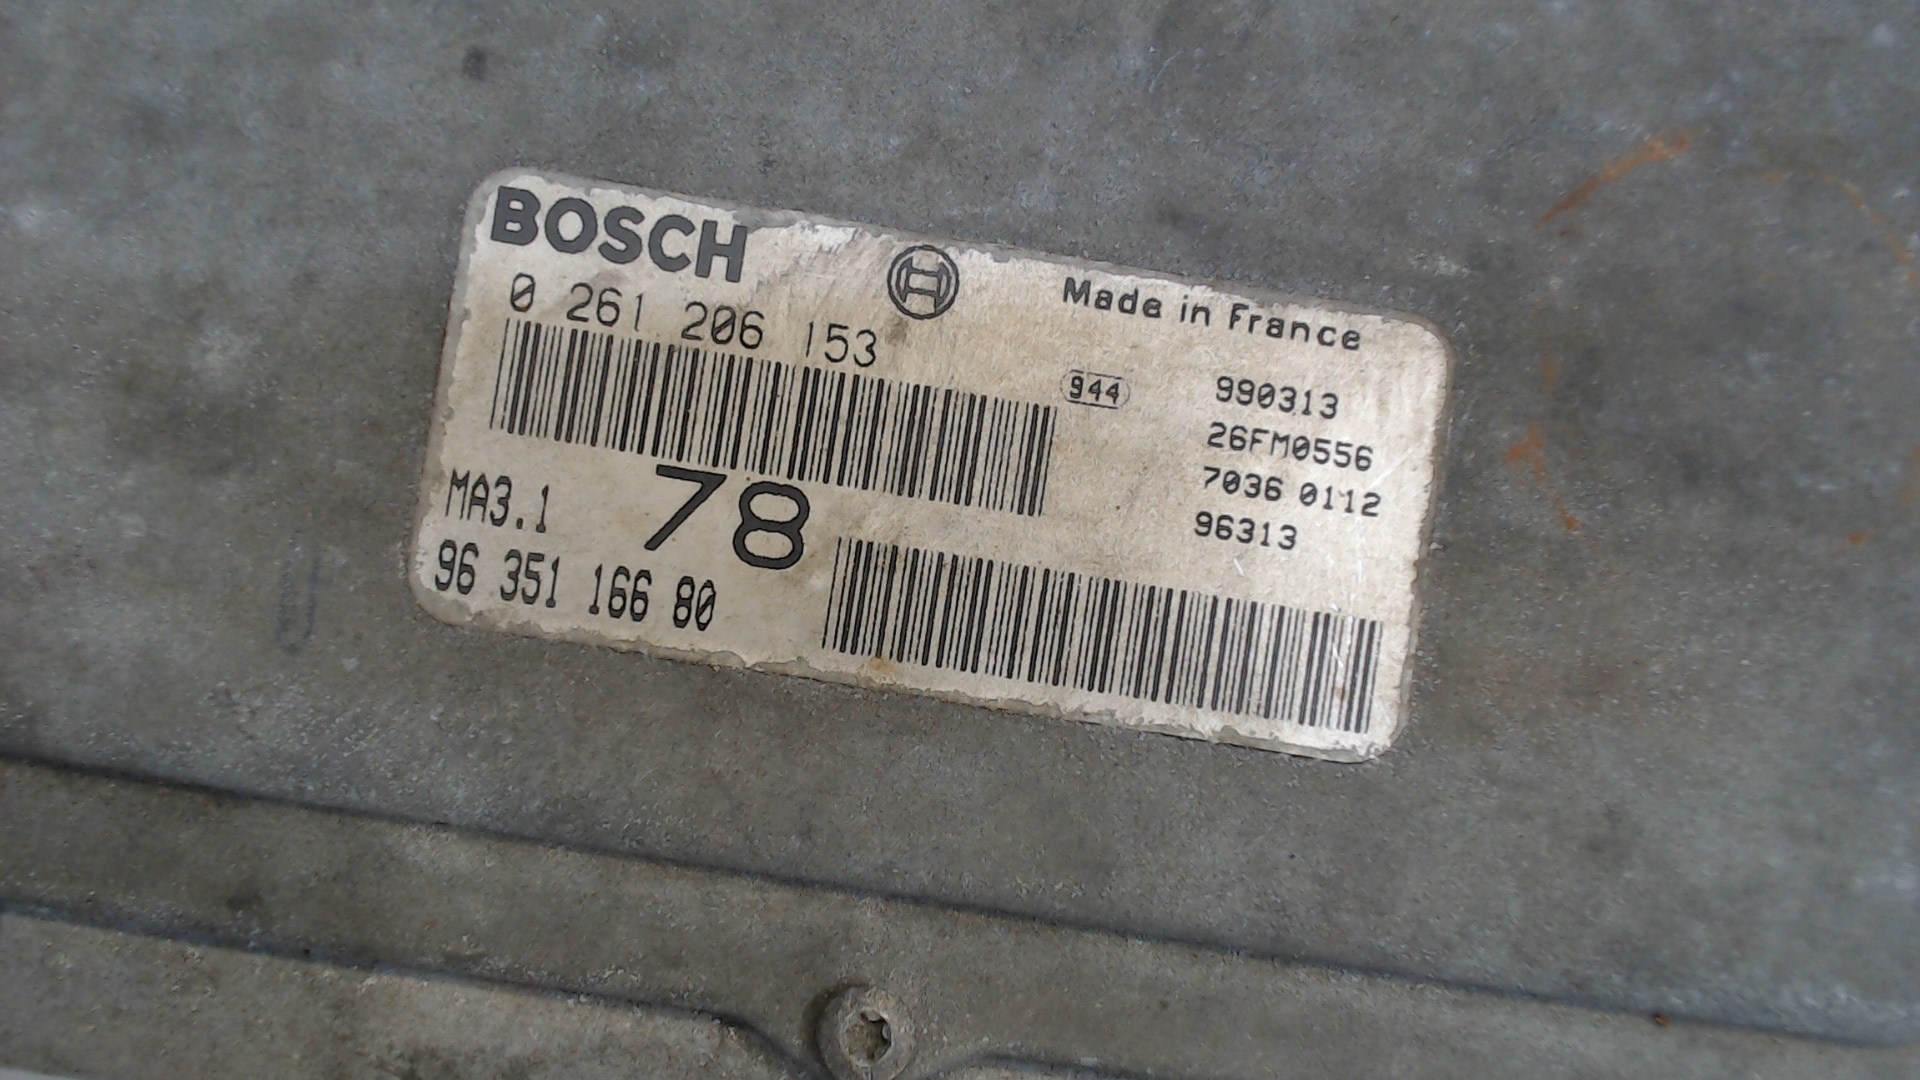 BOSCH
Made in France
0 261 206 153
944
990313
26FM0556
7036 0112
96313
MA3.1
78
96 351 166 80